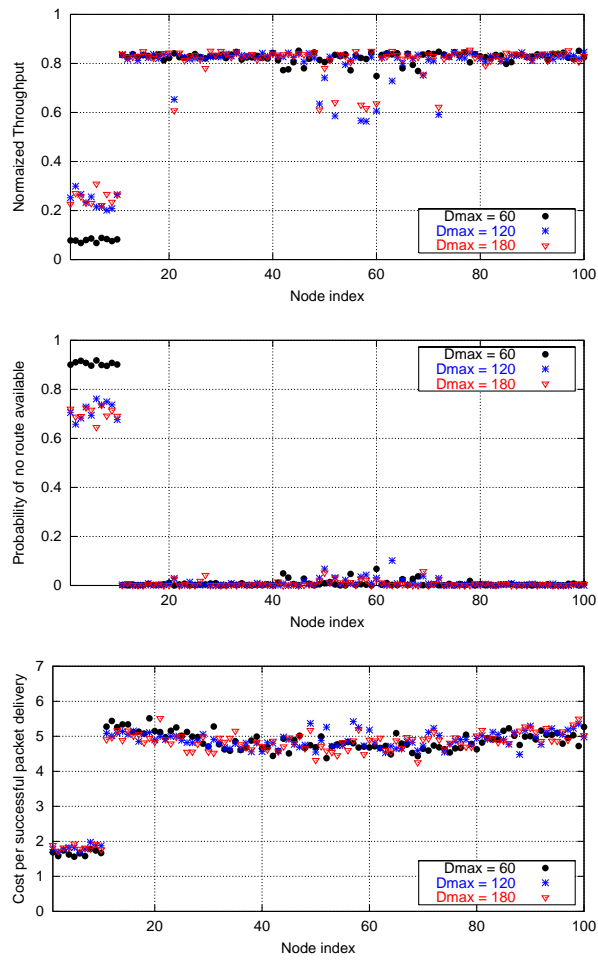 1
0.8
0.6
0.4
0.2
0
Normaized Throughput
Dmax = 60
Dmax = 120
Dmax = 180
20 40 60 80 100
Node index
1
0.8
0.6
0.4
0.2
0
Probability of no route available
Dmax = 60
Dmax = 120
Dmax = 180
20 40 60 80 100
Node index
7
6
5
4
3
2
1
0
Cost per successful packet delivery
Dmax = 60
Dmax = 120
Dmax = 180
20 40 60 80 100
Node index